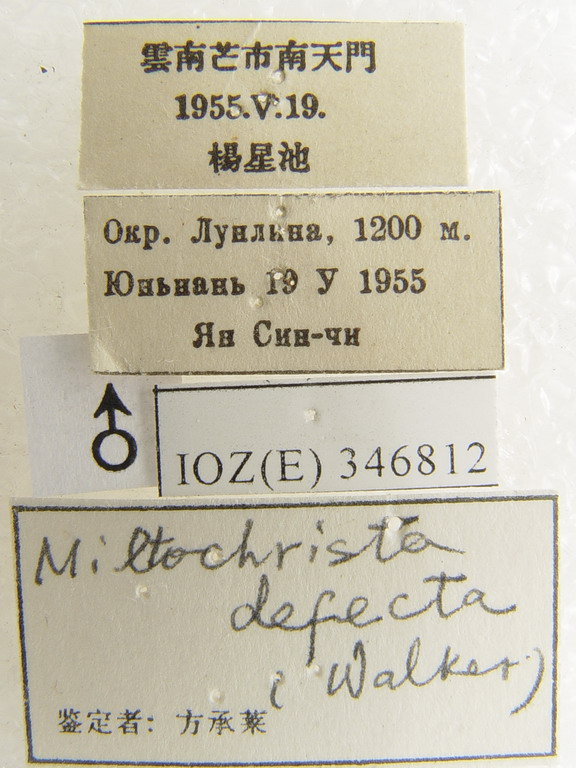 雲南芒市南天門
1955.V.19.
楊星池
Окр. Лунлина, 1200 м.
Юньнань 19 У 1955
Ян Син-чи
♂
IOZ(E) 346812
Miltochrista
defecta
(Walker)
鉴定者: 方承莱